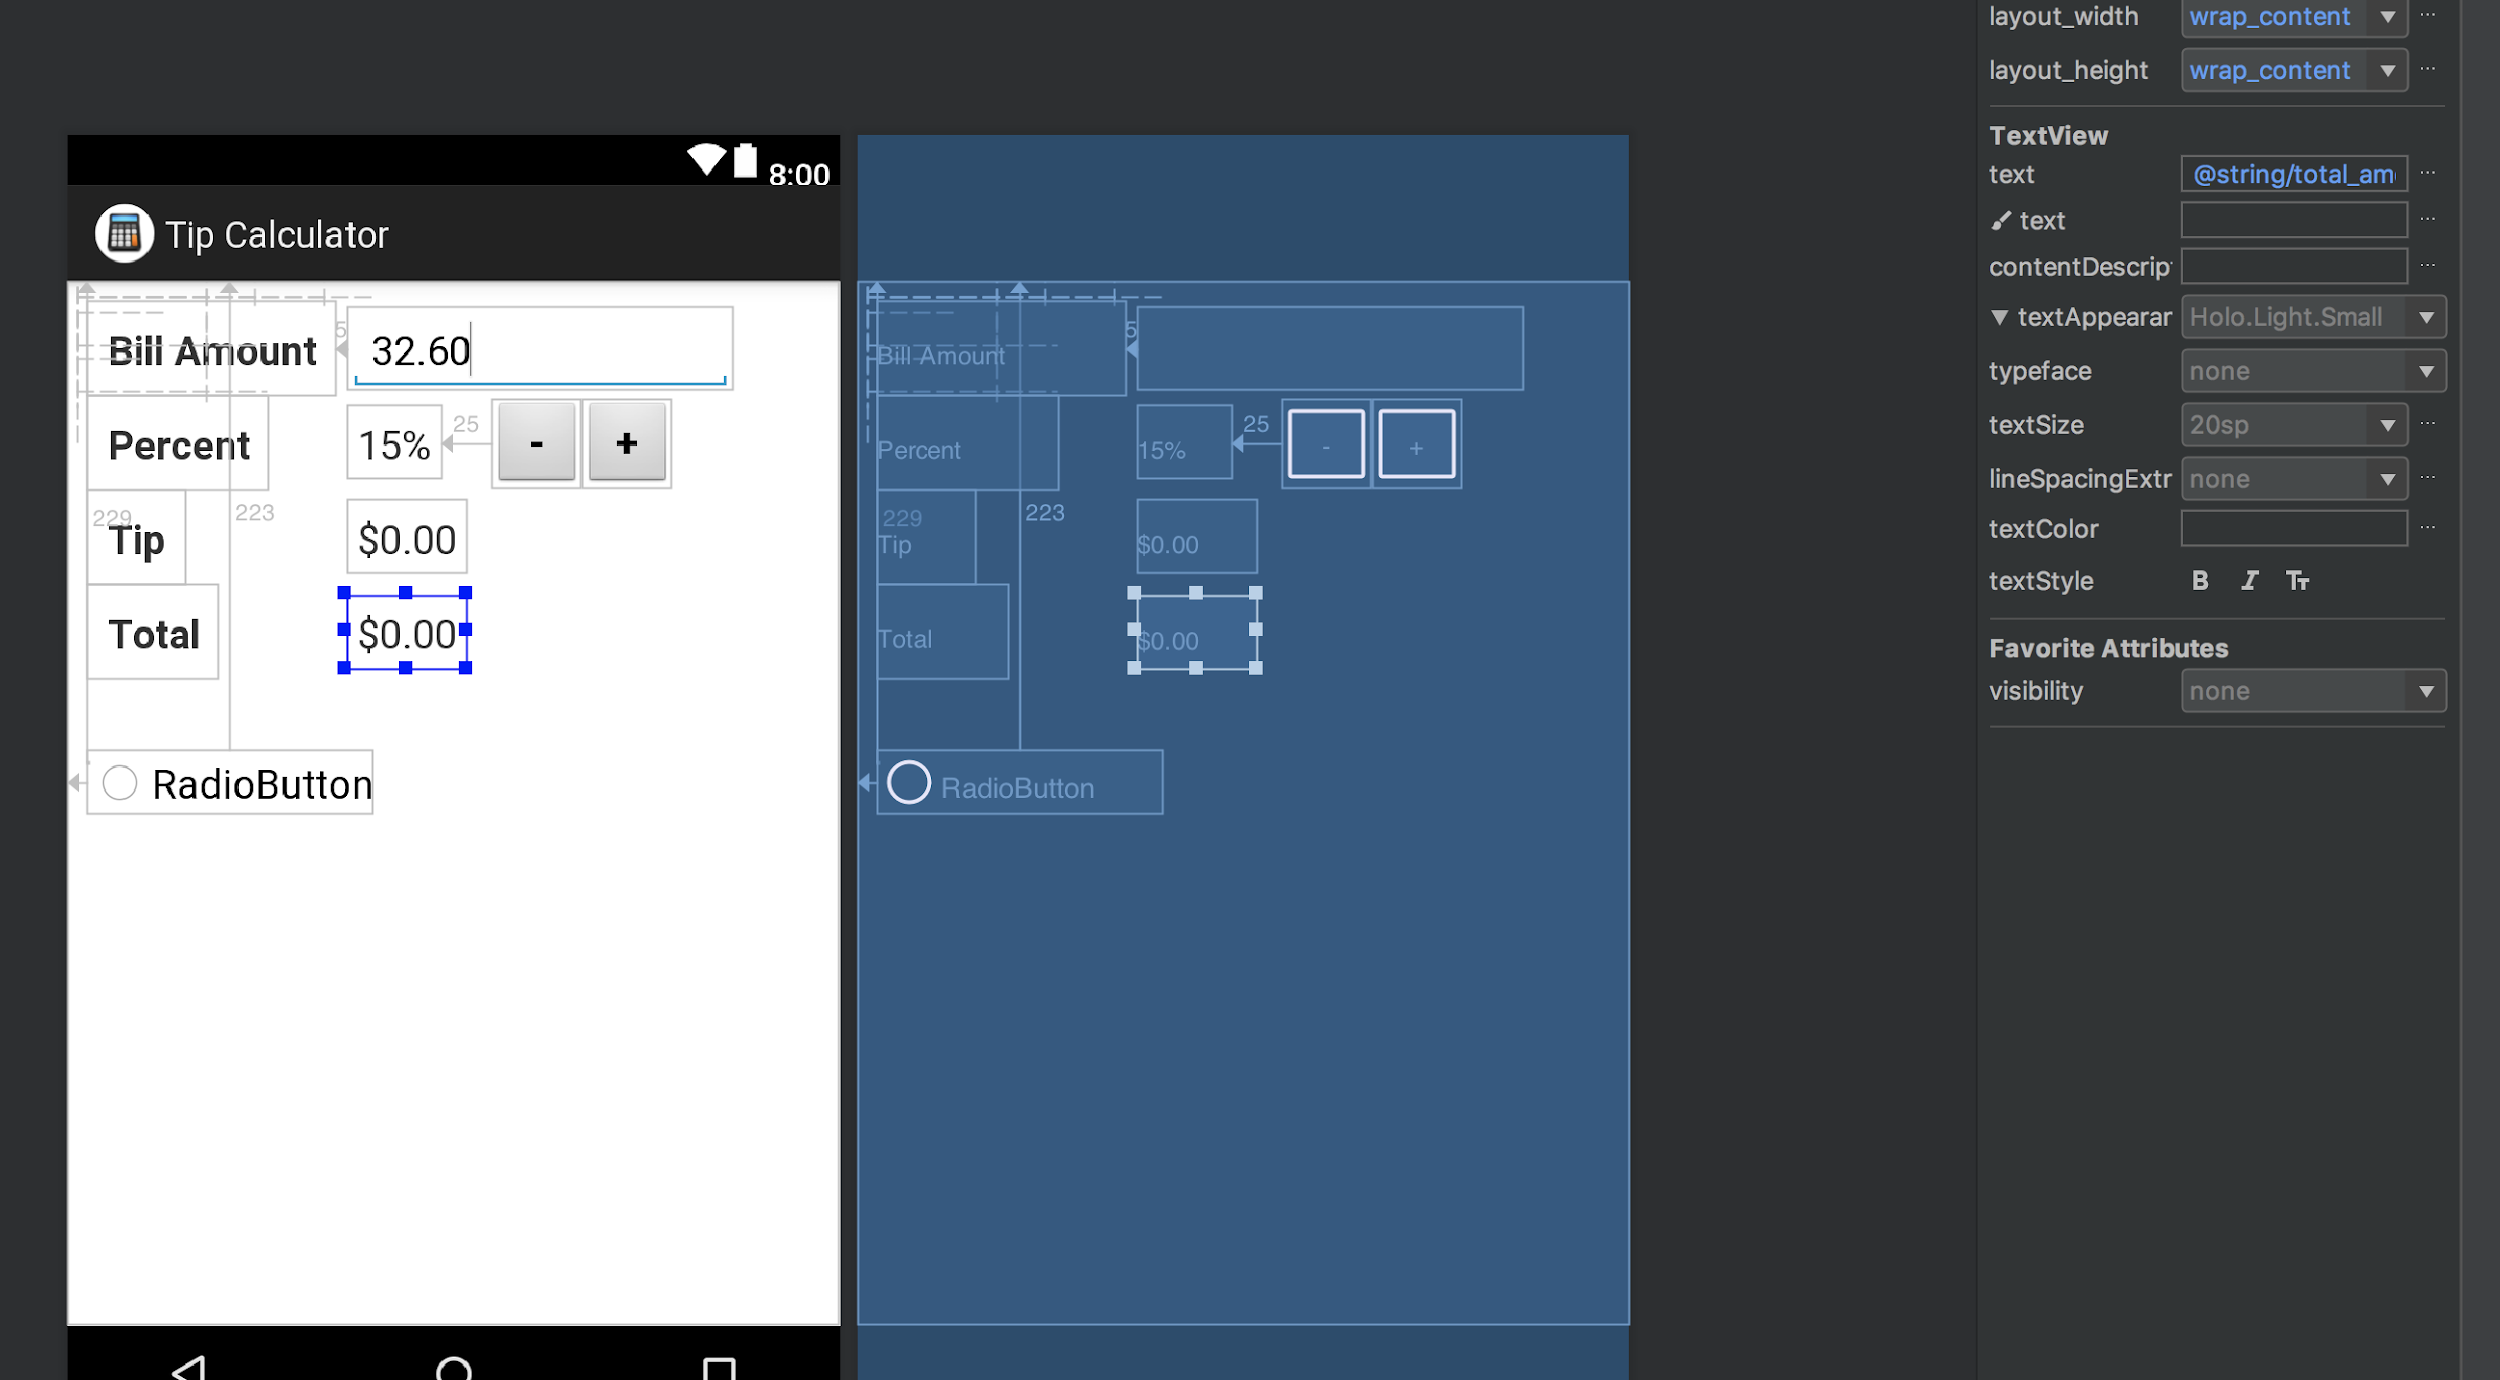 8:00
Tip Calculator
Bill Amount
5
32.60
Percent
15%
25
-
+
229
223
Tip
$0.00
Total
$0.00
RadioButton
Bill Amount
5
Percent
15%
25
-
+
229
223
Tip
$0.00
Total
$0.00
RadioButton
layout_width wrap_content ...
layout_height wrap_content ...
TextView
text @string/total_am ...
text ...
contentDescrip ...
textAppearar Holo.Light.Small
typeface none
textSize 20sp ...
lineSpacingExtr none ...
textColor ...
textStyle B I Tт
Favorite Attributes
visibility none